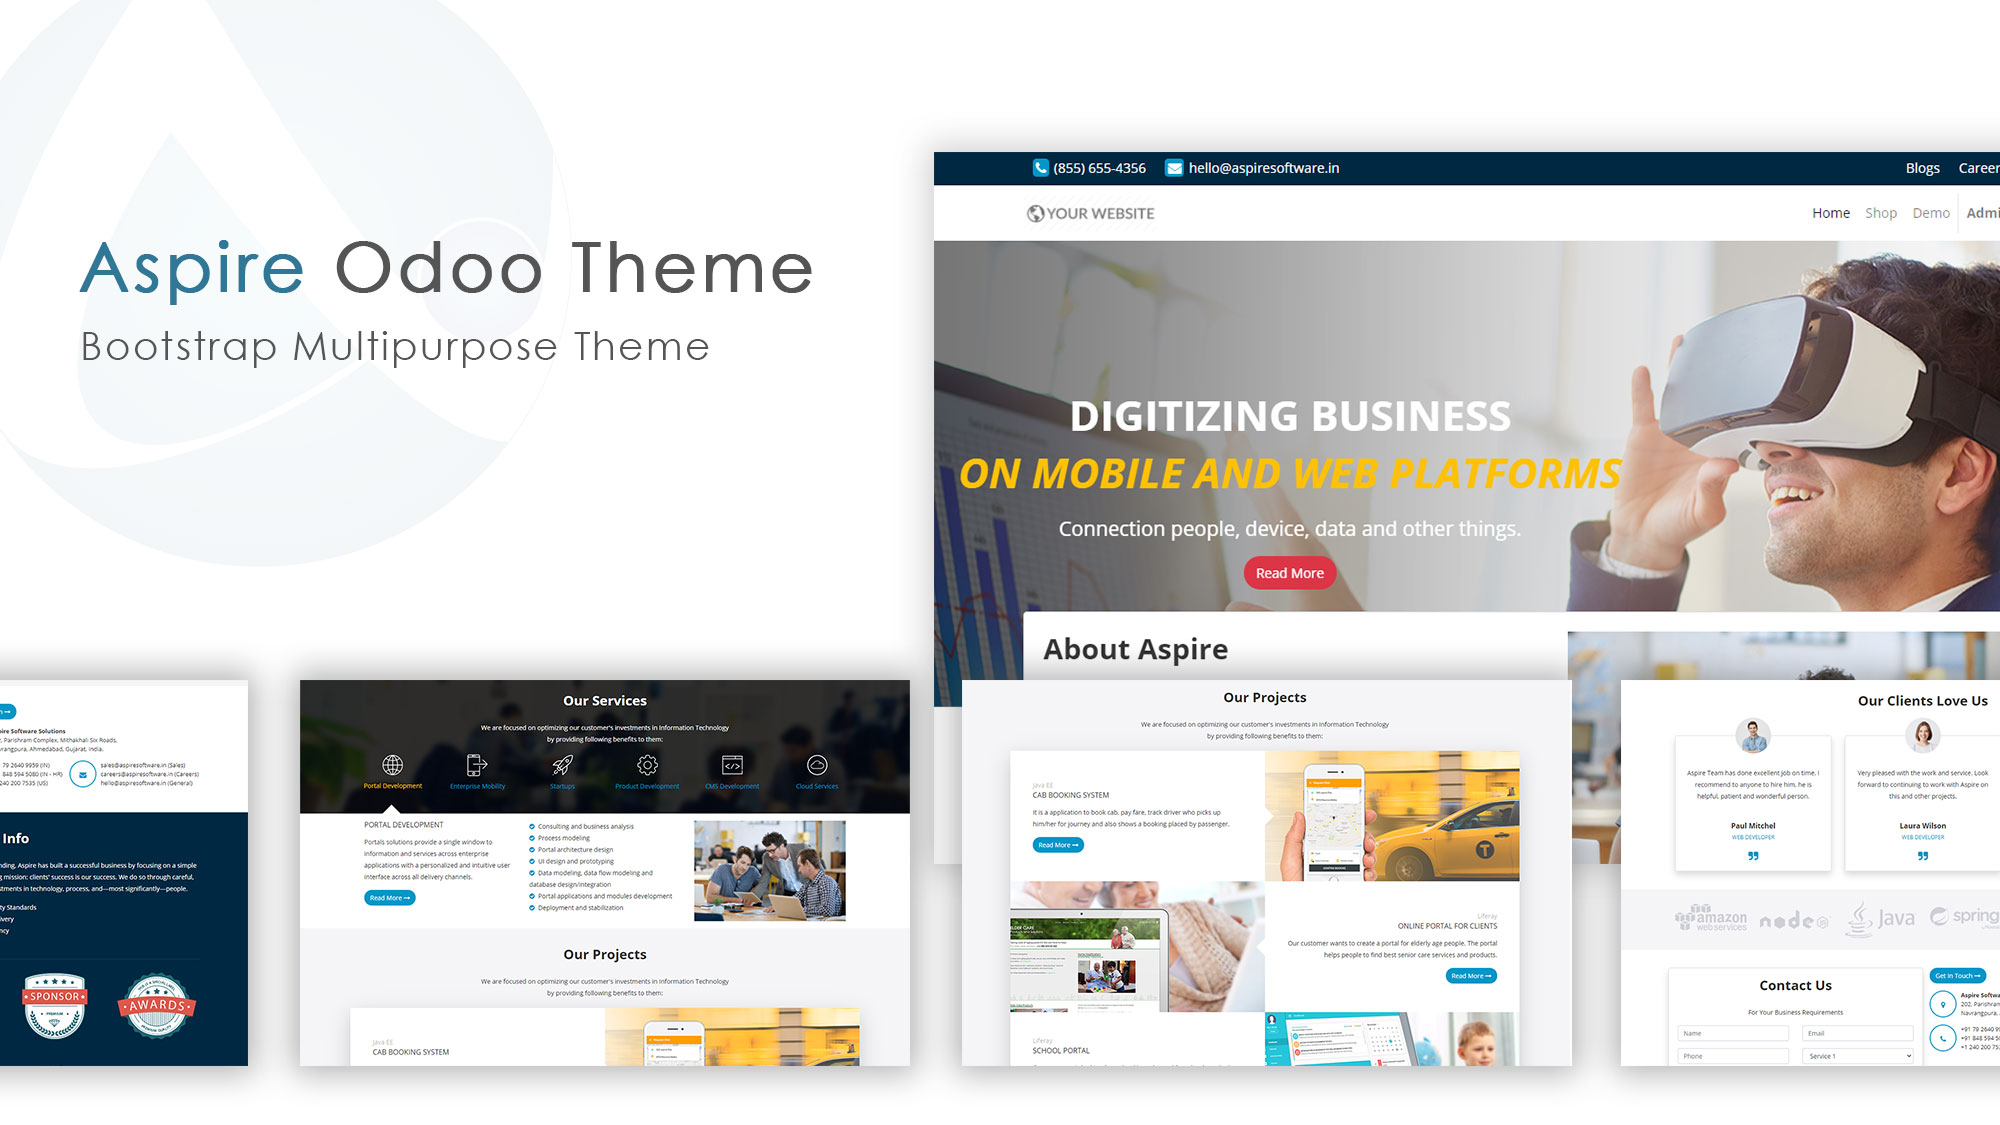 Aspire Odoo Theme
Bootstrap Multipurpose Theme
(855) 655-4356 hello@aspiresoftware.in Blogs Career
YOUR WEBSITE Home Shop Demo Admi
DIGITIZING BUSINESS
ON MOBILE AND WEB PLATFORMS
Connection people, device, data and other things.
Read More
About Aspire
pire Software Solutions
Parishram Complex, Mithakhali Six Roads,
vrangpura, Ahmedabad, Gujarat, India.
79 2640 9959 (IN)
848 594 5080 (IN - HR)
240 200 7535 (US)
sales@aspiresoftware.in (Sales)
careers@aspiresoftware.in (Careers)
hello@aspiresoftware.in (General)
Info
nding, Aspire has built a successful business by focusing on a simple
g mission: clients' success is our success. We do so through careful,
stments in technology, process, and—most significantly—people.
ty Standards
ivery
ncy
SPONSOR
PREMIUM
AWARDS
Our Services
We are focused on optimizing our customer's investments in Information Technology
by providing following benefits to them:
Portal Development Enterprise Mobility Startups Product Development CMS Development Cloud Services
PORTAL DEVELOPMENT
Portals solutions provide a single window to
information and services across enterprise
applications with a personalized and intuitive user
interface across all delivery channels.
Read More
Consulting and business analysis
Process modeling
Portal architecture design
UI design and prototyping
Data modeling, data flow modeling and
database design/integration
Portal applications and modules development
Deployment and stabilization
Our Projects
We are focused on optimizing our customer's investments in Information Technology
by providing following benefits to them:
Java EE
CAB BOOKING SYSTEM
Our Projects
We are focused on optimizing our customer's investments in Information Technology
by providing following benefits to them:
Java EE
CAB BOOKING SYSTEM
It is a application to book cab, pay fare, track driver who picks up
him/her for journey and also shows a booking placed by passenger.
Read More
T
ELDER CARE
Liferay
ONLINE PORTAL FOR CLIENTS
Our customer wants to create a portal for elderly age people. The portal
helps people to find best senior care services and products.
Read More
Liferay
SCHOOL PORTAL
Our Clients Love Us
Aspire Team has done excellent job on time. I
recommend to anyone to hire him. he is
helpful, patient and wonderful person.
Paul Mitchel
WEB DEVELOPER
Very pleased with the work and service. Look
forward to continuing to work with Aspire on
this and other projects.
Laura Wilson
WEB DEVELOPER
amazon
webservices
node
Java
spring
Contact Us
For Your Business Requirements
Name Email
Phone Service 1
Get In Touch
Aspire Softwa
202, Parishram
Navrangpura,
+91 79 2640 9
+91 848 594 5
+1 240 200 75